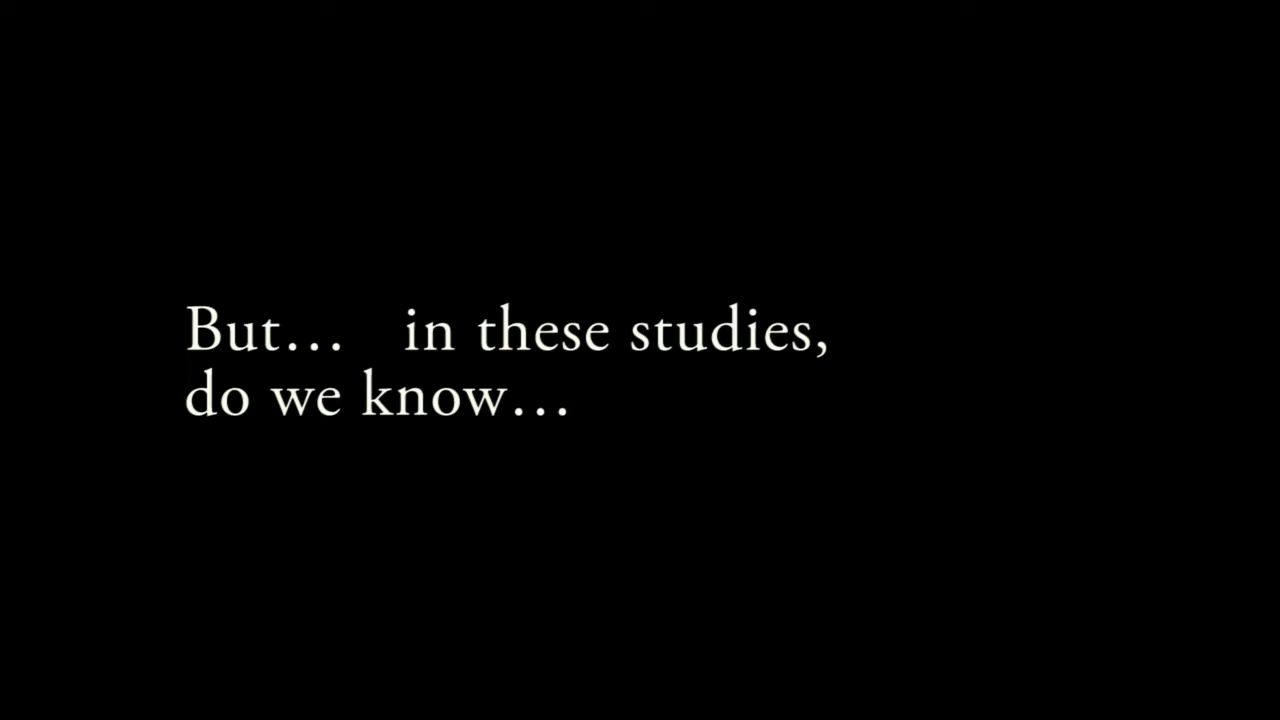 But… in these studies,
do we know…